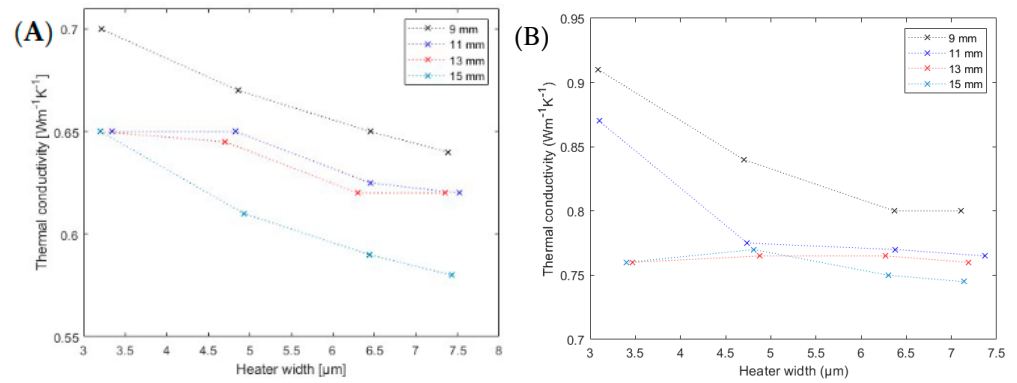 (A)
0.7
0.65
0.6
0.55
Thermal conductivity [Wm⁻¹K⁻¹]
3 3.5 4 4.5 5 5.5 6 6.5 7 7.5 8
Heater width [µm]
9 mm
11 mm
13 mm
15 mm
(B)
0.95
0.9
0.85
0.8
0.75
0.7
Thermal conductivity (Wm⁻¹K⁻¹)
3 3.5 4 4.5 5 5.5 6 6.5 7 7.5
Heater width (µm)
9 mm
11 mm
13 mm
15 mm